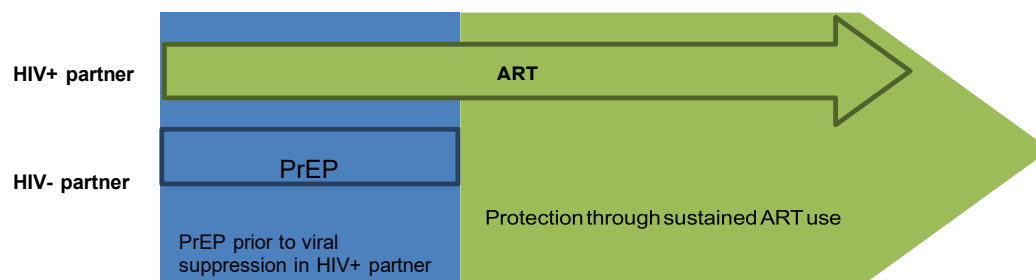 HIV+ partner
ART
HIV- partner
PrEP
PrEP prior to viral
suppression in HIV+ partner
Protection through sustained ART use